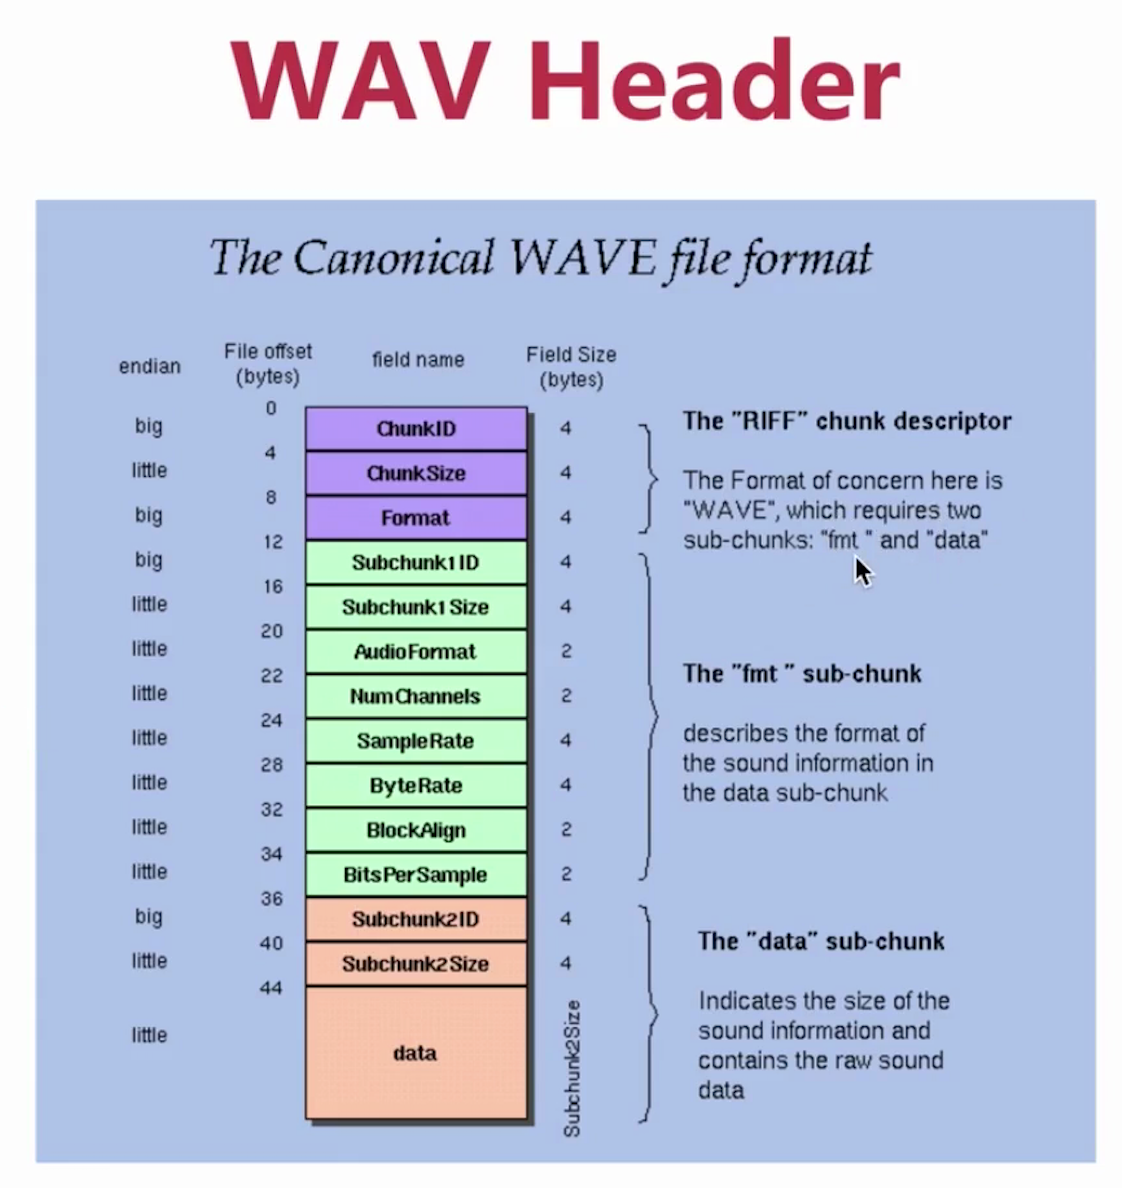 WAV Header
The Canonical WAVE file format
endian
File offset
(bytes)
field name
Field Size
(bytes)
0
big
ChunkID
4
4
little
ChunkSize
4
8
big
Format
4
12
The "RIFF" chunk descriptor
The Format of concern here is
"WAVE", which requires two
sub-chunks: "fmt " and "data"
big
Subchunk1ID
4
16
little
Subchunk1Size
4
20
little
AudioFormat
2
22
little
NumChannels
2
24
little
SampleRate
4
28
little
ByteRate
4
32
little
BlockAlign
2
34
little
BitsPerSample
2
36
The "fmt " sub-chunk
describes the format of
the sound information in
the data sub-chunk
big
Subchunk2ID
4
40
little
Subchunk2Size
4
44
little
data
Subchunk2Size
The "data" sub-chunk
Indicates the size of the
sound information and
contains the raw sound
data